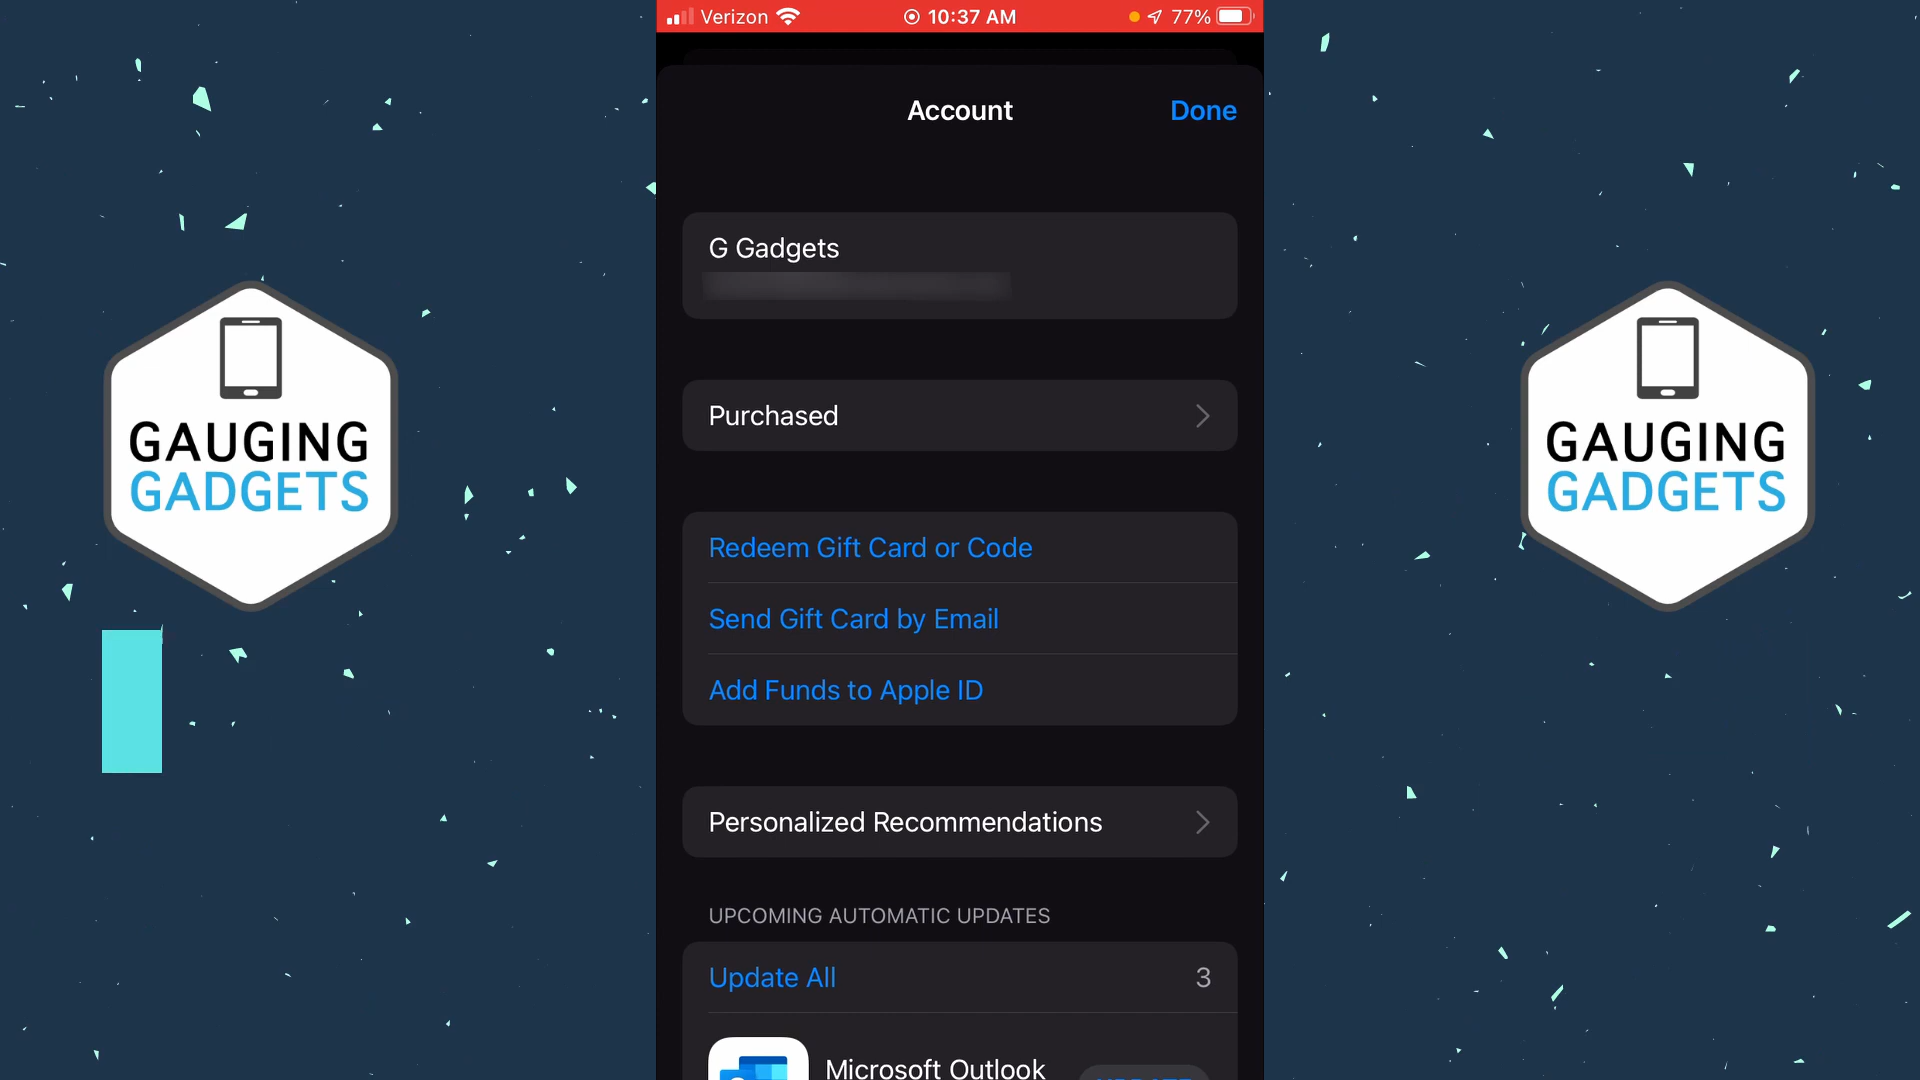 Verizon 10:37 AM 77%
Account Done
G Gadgets
Purchased
Redeem Gift Card or Code
Send Gift Card by Email
Add Funds to Apple ID
Personalized Recommendations
UPCOMING AUTOMATIC UPDATES
Update All 3
Microsoft Outlook
GAUGING
GADGETS
GAUGING
GADGETS